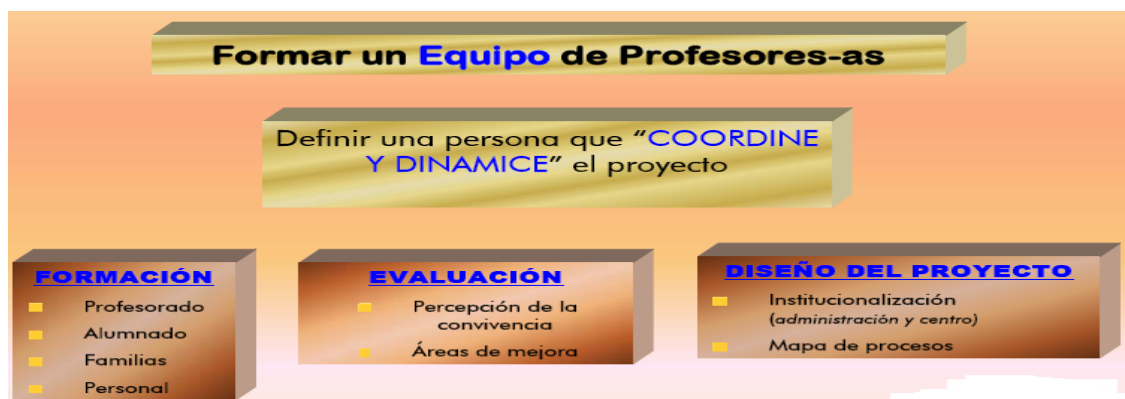 Formar un Equipo de Profesores-as
Definir una persona que “COORDINE
Y DINAMICE” el proyecto
FORMACIÓN
Profesorado
Alumnado
Familias
Personal
EVALUACIÓN
Percepción de la
convivencia
Áreas de mejora
DISEÑO DEL PROYECTO
Institucionalización
(administración y centro)
Mapa de procesos